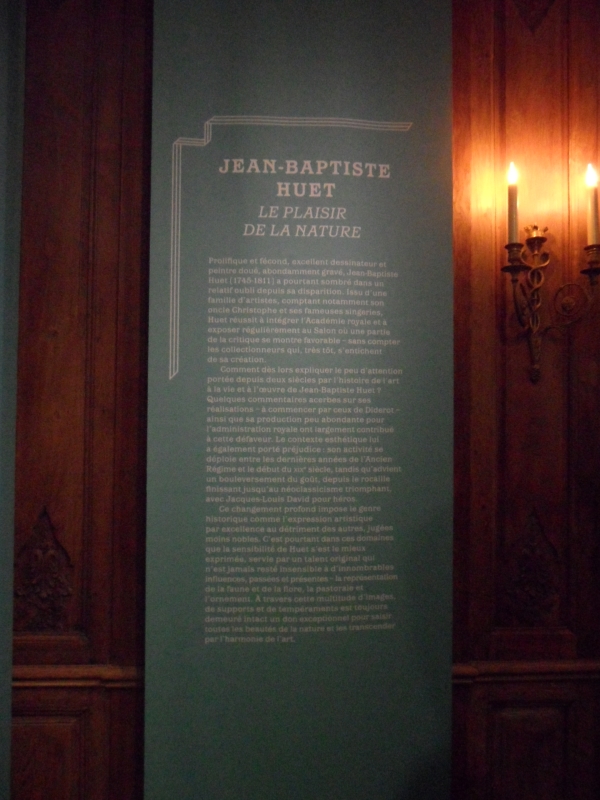 JEAN-BAPTISTE
HUET
LE PLAISIR
DE LA NATURE
Prolifique et fécond, excellent dessinateur et
peintre doué, abondamment gravé, Jean-Baptiste
Huet (1745-1811) a pourtant sombré dans un
relatif oubli depuis sa disparition. Issu d'une
famille d'artistes, comptant notamment son
oncle Christophe et ses fameuses singeries,
Huet réussit à intégrer l'Académie royale et à
exposer régulièrement au Salon où une partie
de la critique se montre favorable – sans compter
les collectionneurs qui, très tôt, s'entichent
de sa création.
Comment dès lors expliquer le peu d'attention
portée depuis deux siècles par l'histoire de l'art
à la vie et à l'œuvre de Jean-Baptiste Huet ?
Quelques commentaires acerbes sur ses
réalisations – à commencer par ceux de Diderot –
ainsi que sa production peu abondante pour
l'administration royale ont largement contribué
à cette défaveur. Le contexte esthétique lui
a également porté préjudice : son activité se
déploie entre les dernières années de l'Ancien
Régime et le début du XIXe siècle, tandis qu'advient
un bouleversement du goût, depuis le rocaille
finissant jusqu'au néoclassicisme triomphant,
avec Jacques-Louis David pour héros.
Ce changement profond impose le genre
historique comme l'expression artistique
par excellence au détriment des autres, jugées
moins nobles. C'est pourtant dans ces domaines
que la sensibilité de Huet s'est le mieux
exprimée, servie par un talent original qui
n'est jamais resté insensible à d'innombrables
influences, passées et présentes – la représentation
de la faune et de la flore, la pastorale et
l'ornement. À travers cette multitude d'images,
de supports et de tempéraments est toujours
demeuré intact un don exceptionnel pour saisir
toutes les beautés de la nature et les transcender
par l'harmonie de l'art.